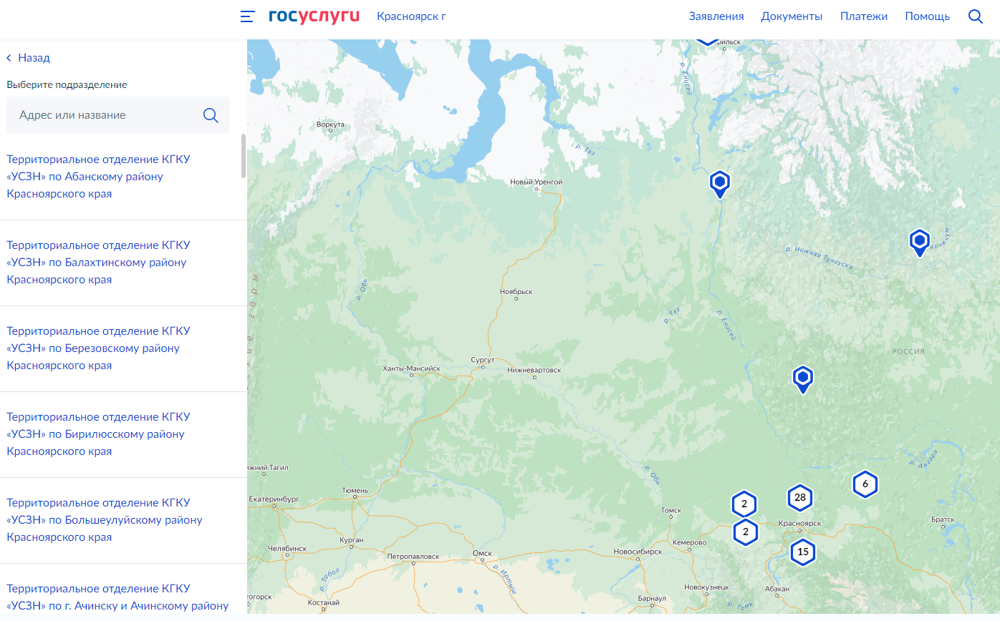 госуслуги
Красноярск г
Заявления
Документы
Платежи
Помощь
Назад
Выберите подразделение
Адрес или название
Территориальное отделение КГКУ
«УСЗН» по Абанскому району
Красноярского края
Территориальное отделение КГКУ
«УСЗН» по Балахтинскому району
Красноярского края
Территориальное отделение КГКУ
«УСЗН» по Березовскому району
Красноярского края
Территориальное отделение КГКУ
«УСЗН» по Бирилюсскому району
Красноярского края
Территориальное отделение КГКУ
«УСЗН» по Большеулуйскому району
Красноярского края
Территориальное отделение КГКУ
«УСЗН» по г. Ачинску и Ачинскому району
р. Енисей
Воркута
р. Таз
Новый Уренгой
р. Нижняя Тунгуска
Кочечум
р. Обь
Ноябрьск
р. Таз
р. Енисей
горы
РОССИЯ
Сургут
Ханты-Мансийск
Нижневартовск
р. Ангара
ижний Тагил
р. Обь
6
Тюмень
Екатеринбург
28
2
Томск
Красноярск
Братск
2
Курган
Кемерово
Челябинск
Петропавловск
Омск
Новосибирск
15
р. Тобол
р. Иртыш
Новокузнецк
Абакан
горск
Костанай
Барнаул
р. Томь